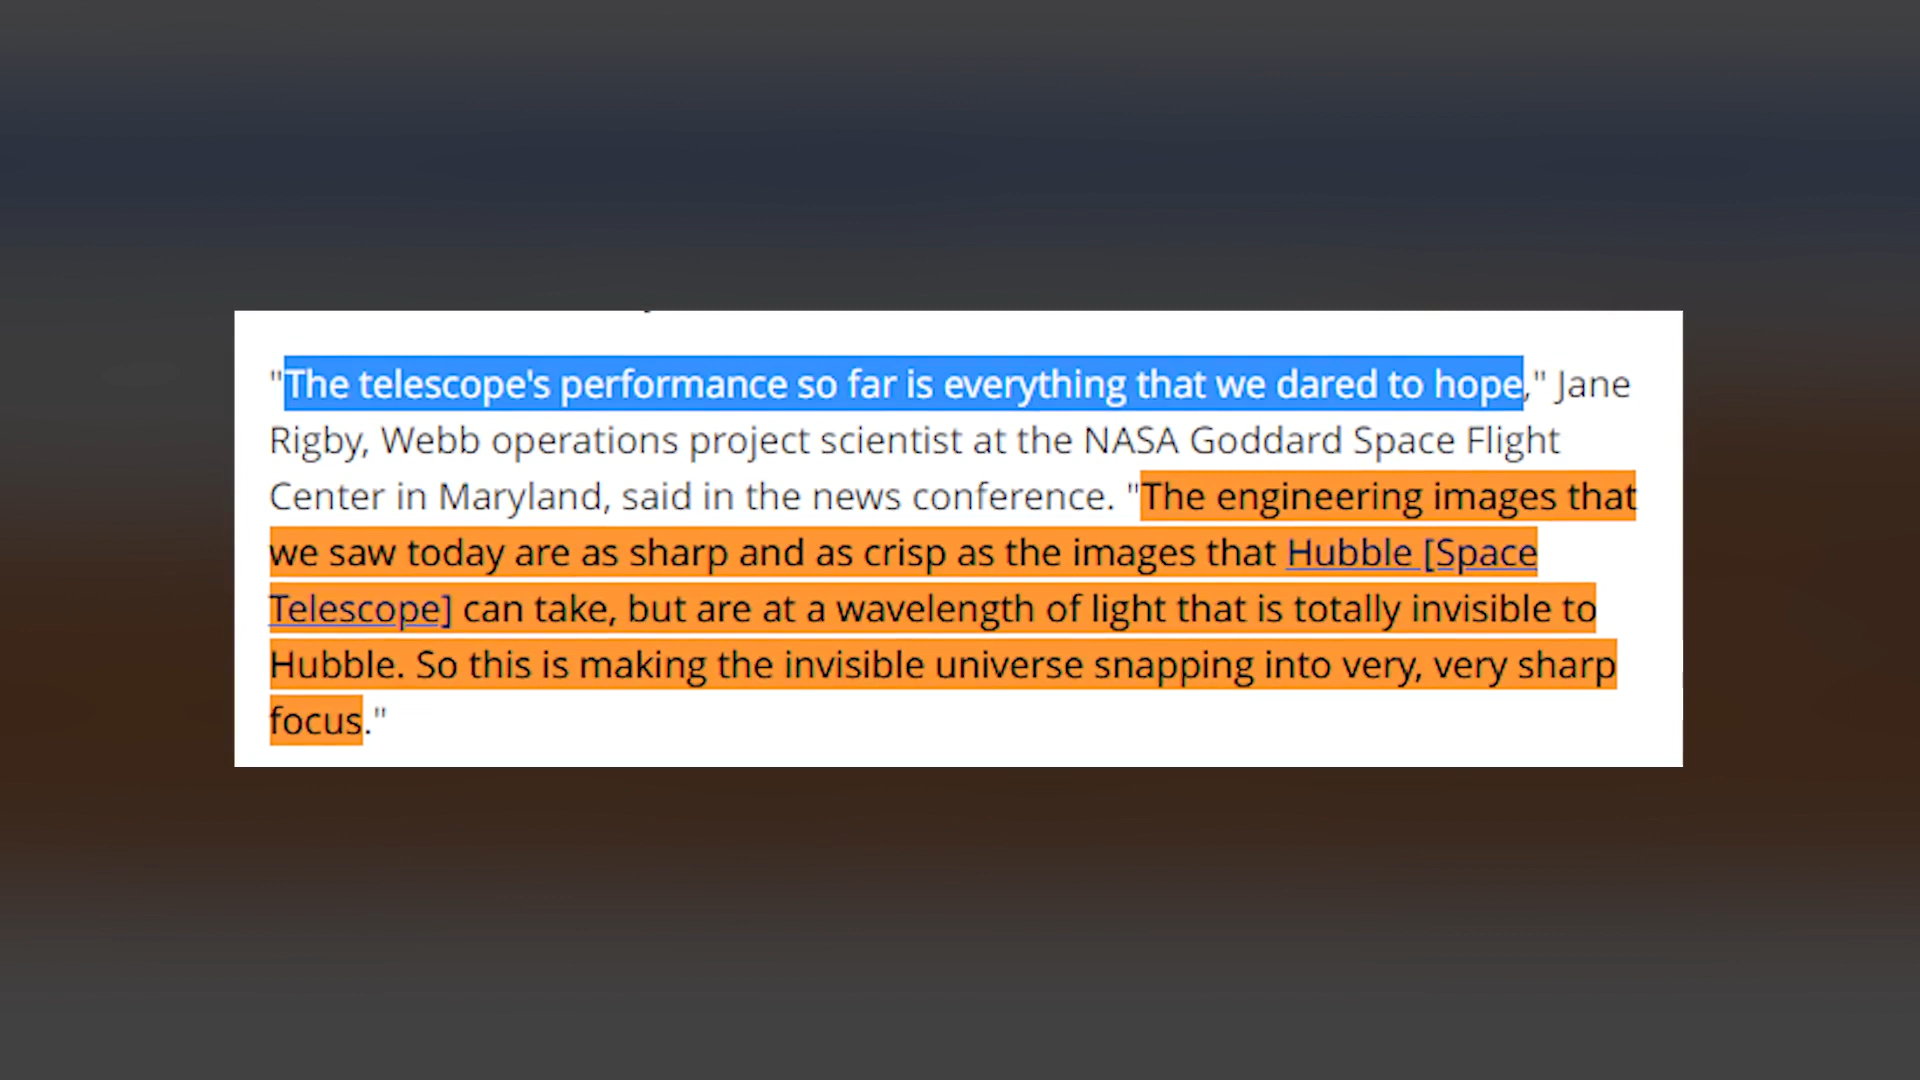 "The telescope's performance so far is everything that we dared to hope," Jane
Rigby, Webb operations project scientist at the NASA Goddard Space Flight
Center in Maryland, said in the news conference. "The engineering images that
we saw today are as sharp and as crisp as the images that Hubble [Space
Telescope] can take, but are at a wavelength of light that is totally invisible to
Hubble. So this is making the invisible universe snapping into very, very sharp
focus."